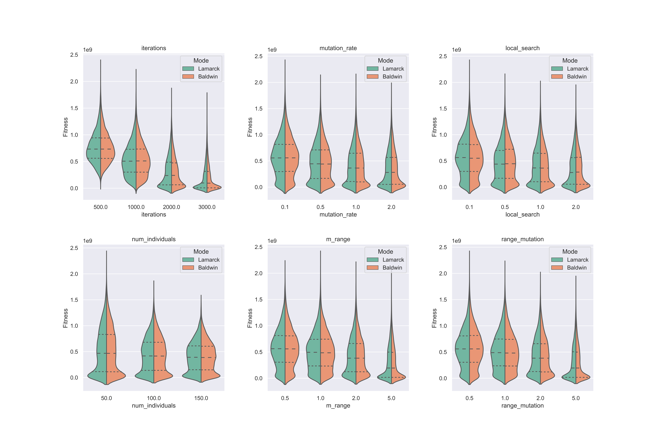 iterations
1e9
Mode
Lamarck
Baldwin
2.5
2.0
1.5
1.0
0.5
0.0
Fitness
500.0 1000.0 2000.0 3000.0
iterations
mutation_rate
1e9
Mode
Lamarck
Baldwin
2.5
2.0
1.5
1.0
0.5
0.0
Fitness
0.1 0.5 1.0 2.0
mutation_rate
local_search
1e9
Mode
Lamarck
Baldwin
2.5
2.0
1.5
1.0
0.5
0.0
Fitness
0.1 0.5 1.0 2.0
local_search
num_individuals
1e9
Mode
Lamarck
Baldwin
2.5
2.0
1.5
1.0
0.5
0.0
Fitness
50.0 100.0 150.0
num_individuals
m_range
1e9
Mode
Lamarck
Baldwin
2.5
2.0
1.5
1.0
0.5
0.0
Fitness
0.5 1.0 2.0 5.0
m_range
range_mutation
1e9
Mode
Lamarck
Baldwin
2.5
2.0
1.5
1.0
0.5
0.0
Fitness
0.5 1.0 2.0 5.0
range_mutation